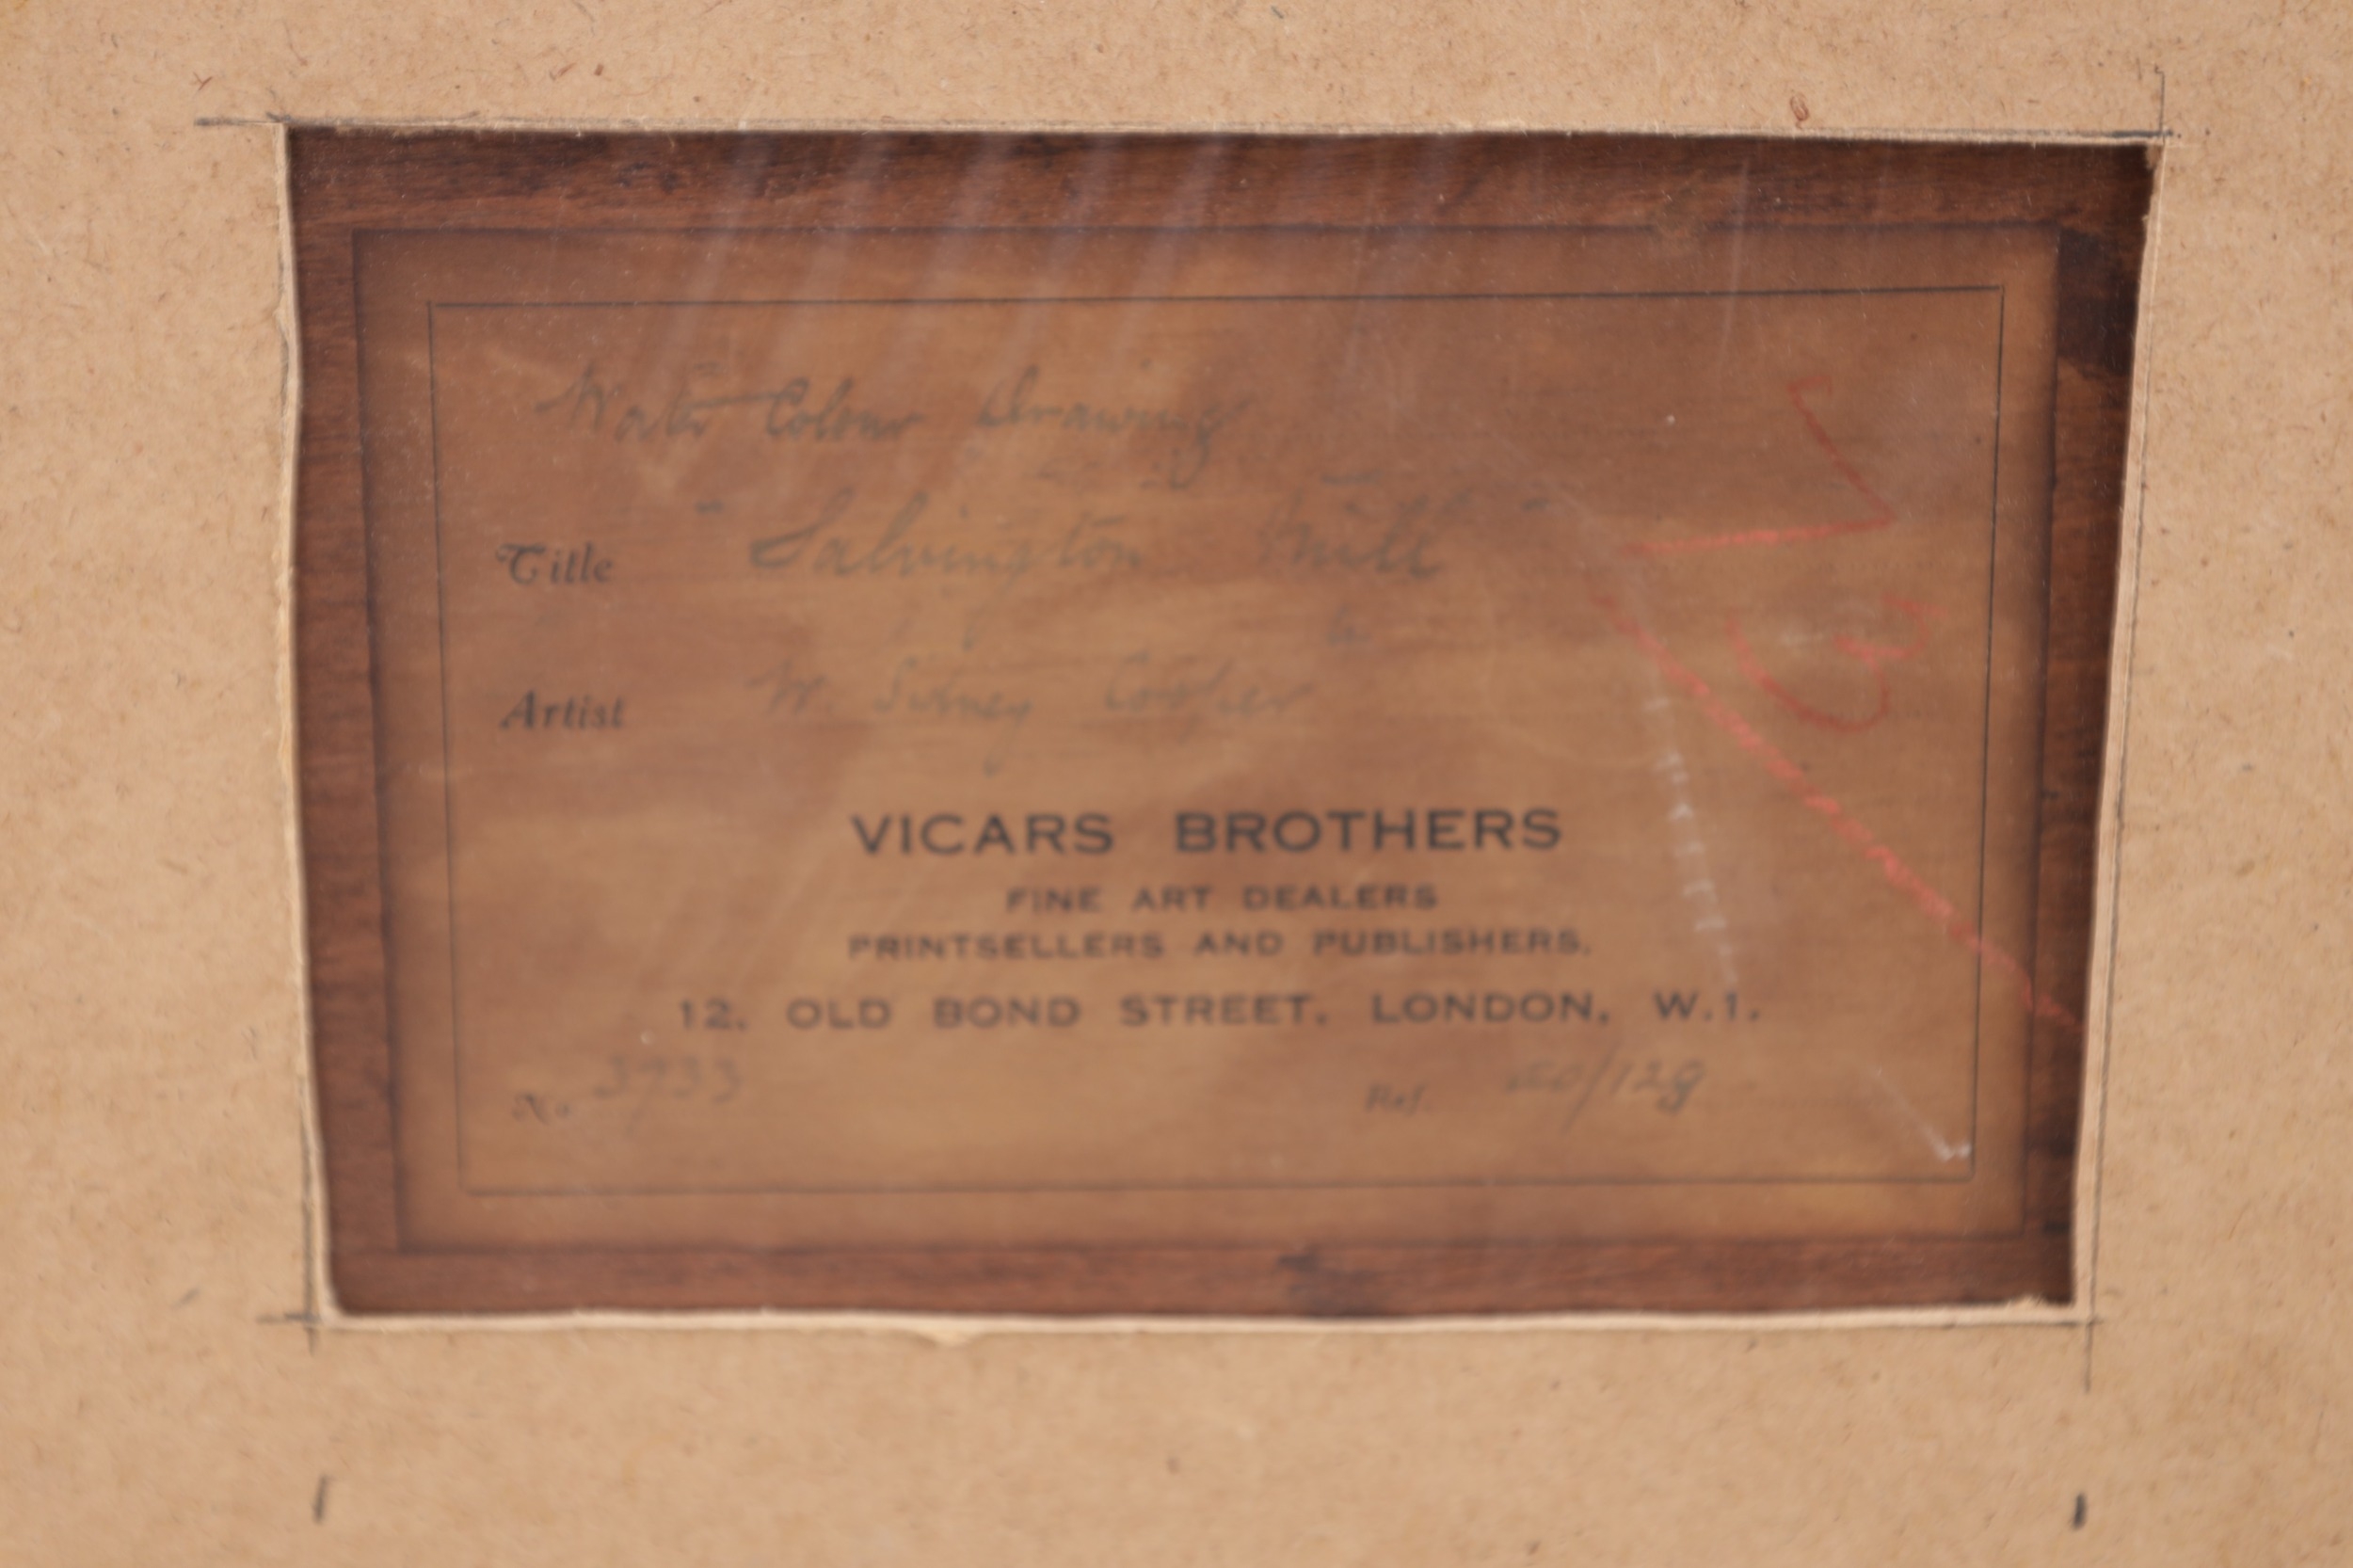 Water Colour Drawing
Title "Salvington Mill"
Artist W. Sidney Cooper
VICARS BROTHERS
FINE ART DEALERS
PRINTSELLERS AND PUBLISHERS.
12, OLD BOND STREET, LONDON, W.1.
No 3733 Ref.